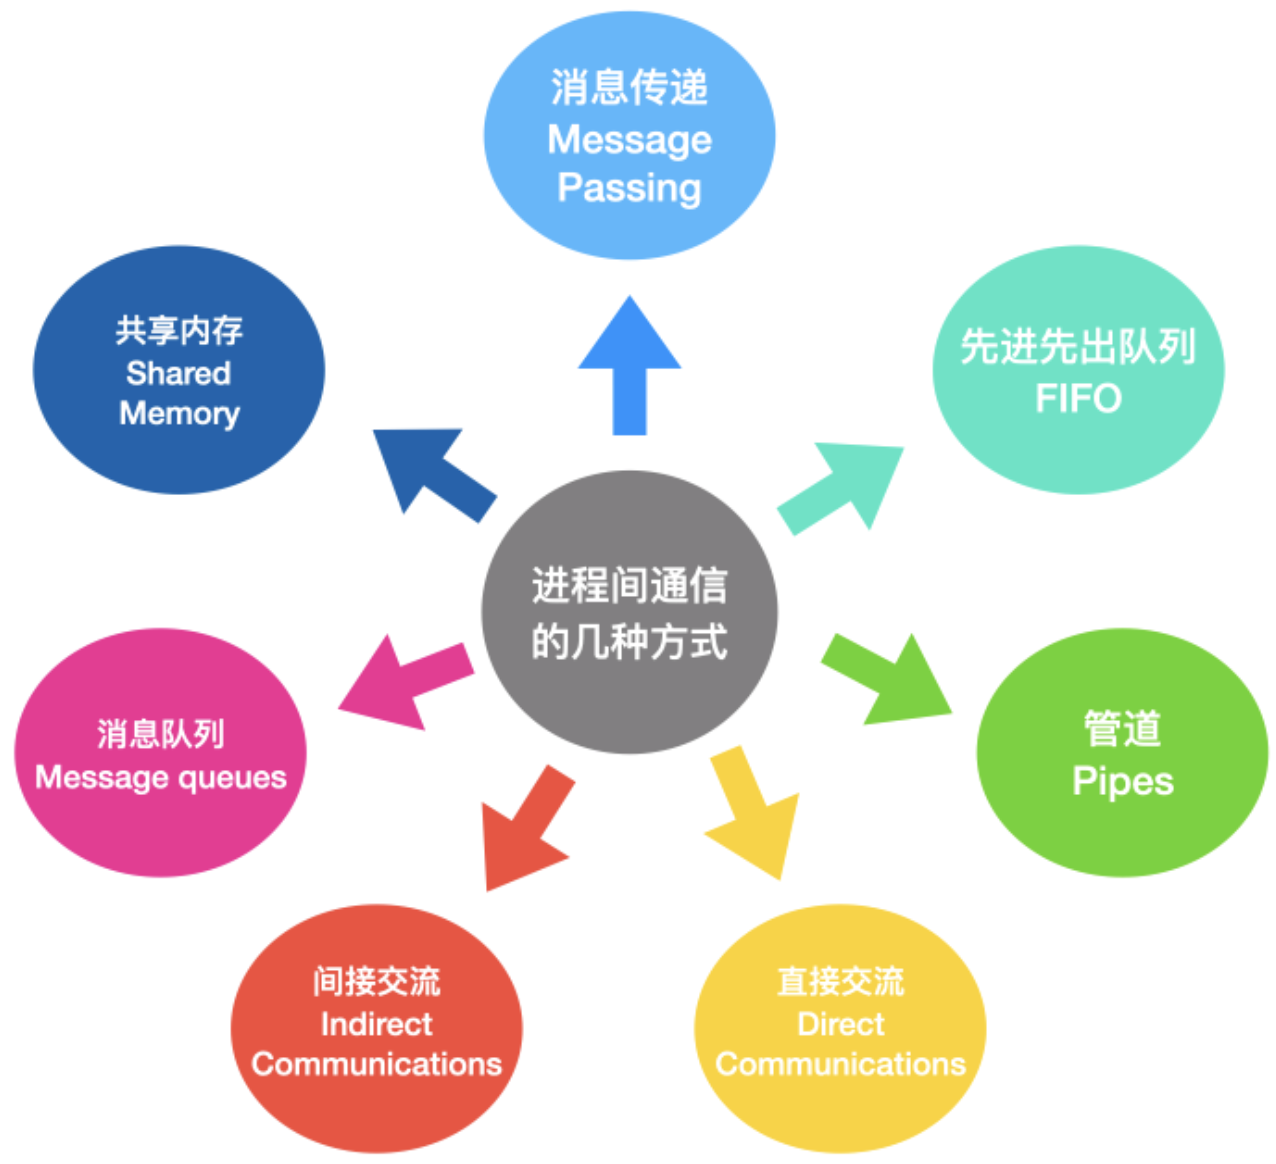 消息传递
Message
Passing
共享内存
Shared
Memory
先进先出队列
FIFO
进程间通信
的几种方式
消息队列
Message queues
管道
Pipes
间接交流
Indirect
Communications
直接交流
Direct
Communications